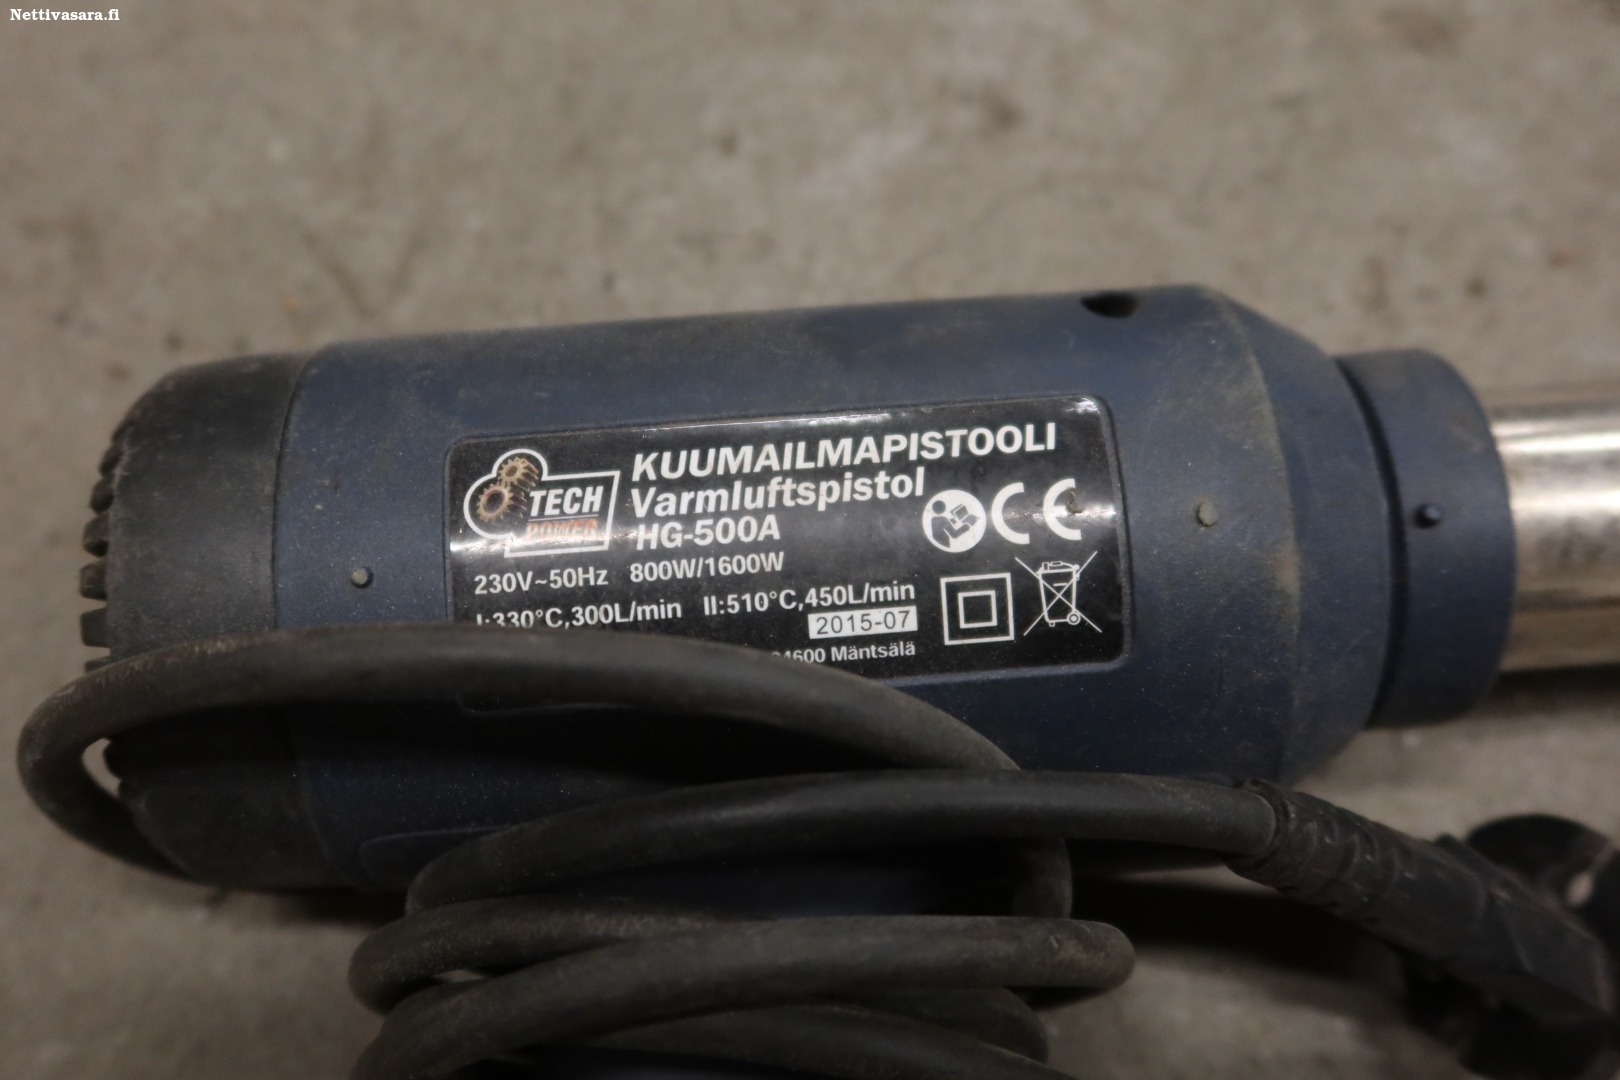 Nettivasara.fi
TECH
POWER
KUUMAILMAPISTOOLI
Varmluftspistol
HG-500A
CE
230V~50Hz 800W/1600W
I:330°C,300L/min II:510°C,450L/min
2015-07
Mäntsälä